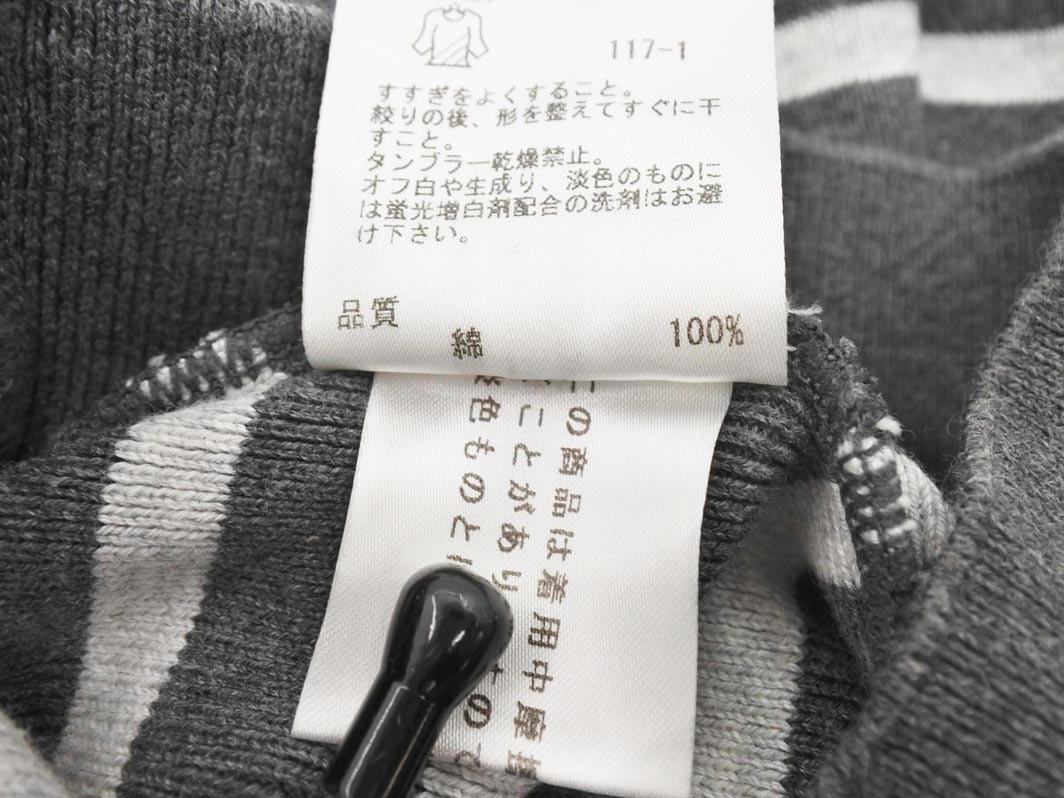 117-1
すすぎをよくすること。
絞りの後、形を整えてすぐに干
すこと。
タンブラー乾燥禁止。
オフ白や生成り、淡色のものに
は蛍光増白剤配合の洗剤はお避
け下さい。
品質
綿 100%
この商品は着用中摩擦
ことがあり
淡色ものと